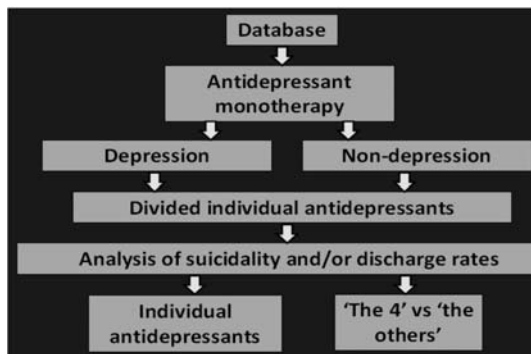 Database
Antidepressant
monotherapy
Depression
Non-depression
Divided individual antidepressants
Analysis of suicidality and/or discharge rates
Individual
antidepressants
‘The 4’ vs ‘the
others’